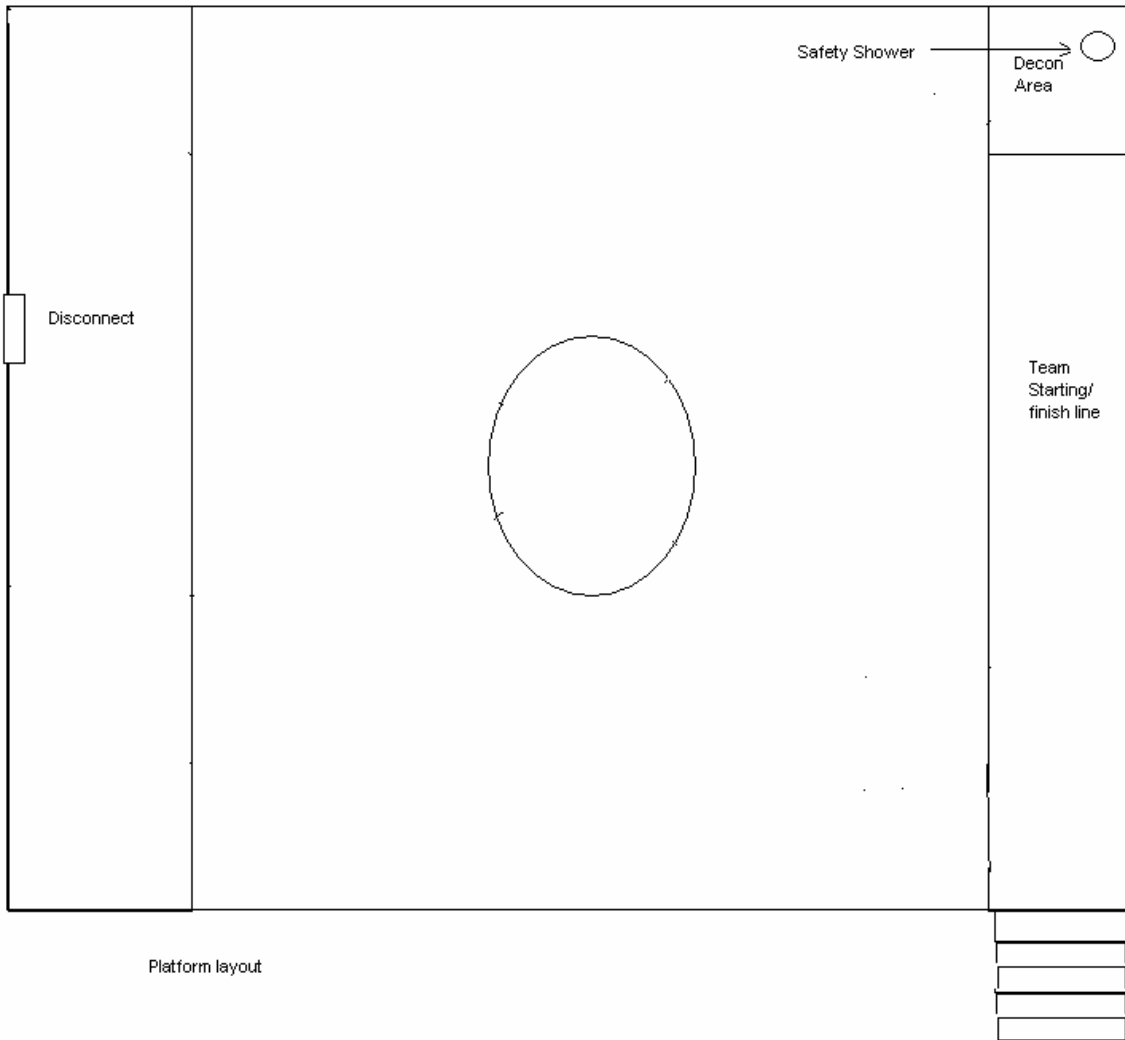 Safety Shower
Decon
Area
Disconnect
Team
Starting/
finish line
Platform layout